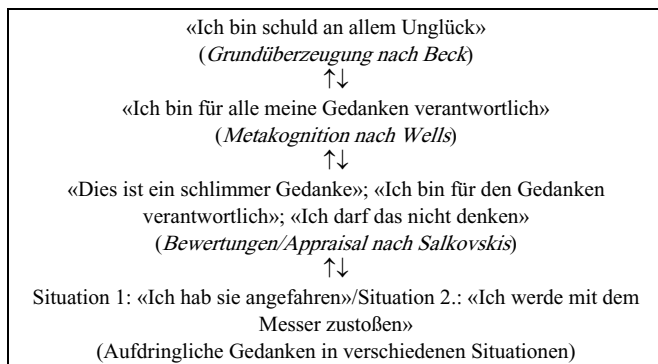 «Ich bin schuld an allem Unglück»
(Grundüberzeugung nach Beck)
↑↓
«Ich bin für alle meine Gedanken verantwortlich»
(Metakognition nach Wells)
↑↓
«Dies ist ein schlimmer Gedanke»; «Ich bin für den Gedanken
verantwortlich»; «Ich darf das nicht denken»
(Bewertungen/Appraisal nach Salkovskis)
↑↓
Situation 1: «Ich hab sie angefahren»/Situation 2.: «Ich werde mit dem
Messer zustoßen»
(Aufdringliche Gedanken in verschiedenen Situationen)